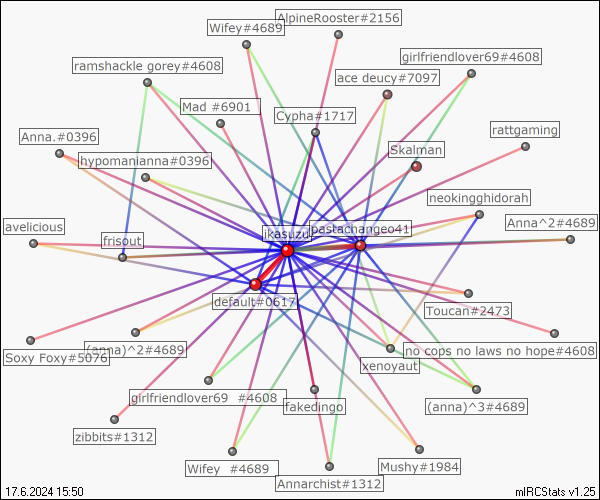 AlpineRooster#2156
Wifey#4689
girlfriendlover69#4608
ramshackle gorey#4608
ace deucy#7097
Mad #6901
Cypha#1717
rattgaming
Anna.#0396
Skalman
hypomanianna#0396
neokingghidorah
Anna^2#4689
avelicious
ikasuzu
pastachangeo41
frisout
default#0617
Toucan#2473
Soxy Foxy#5076
(anna)^2#4689
no cops no laws no hope#4608
xenoyaut
girlfriendlover69 #4608
fakedingo
(anna)^3#4689
zibbits#1312
Wifey #4689
Mushy#1984
Annarchist#1312
17.6.2024 15:50
mIRCStats v1.25